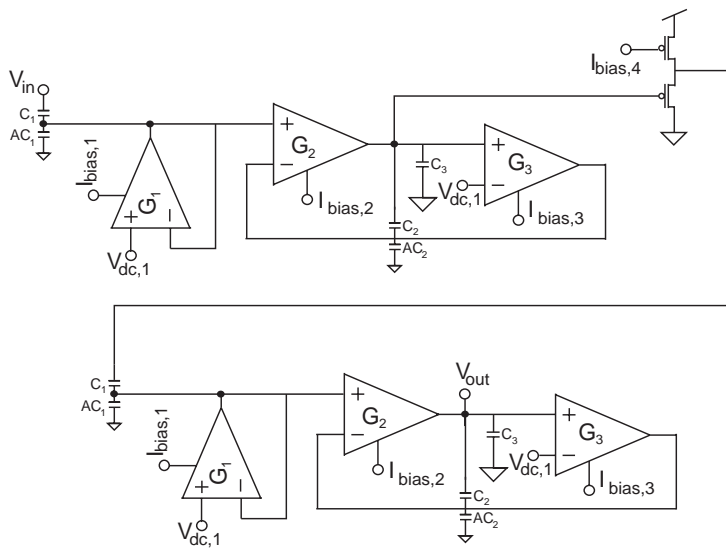 I_bias,4
V_in
C_1
AC_1
I_bias,1
G_1
+
−
V_dc,1
+
−
G_2
I_bias,2
C_3
C_2
AC_2
+
−
G_3
V_dc,1
I_bias,3
C_1
AC_1
I_bias,1
G_1
+
−
V_dc,1
+
−
G_2
I_bias,2
V_out
C_3
C_2
AC_2
+
−
G_3
V_dc,1
I_bias,3